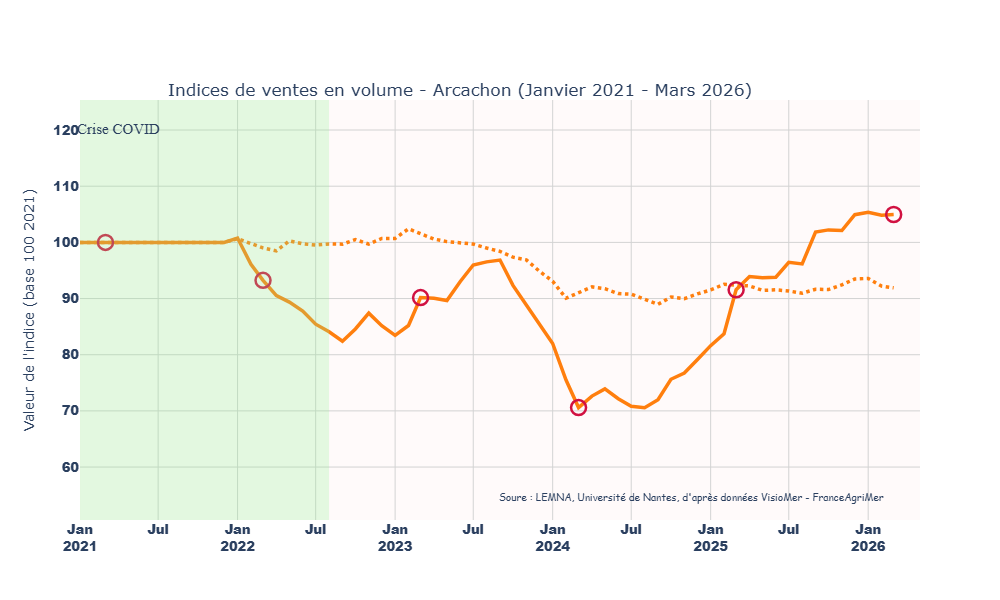 Indices de ventes en volume - Arcachon (Janvier 2021 - Mars 2026)
Crise COVID
Valeur de l'indice (base 100 2021)
120
110
100
90
80
70
60
Soure : LEMNA, Université de Nantes, d'après données VisioMer - FranceAgriMer
Jan Jul Jan Jul Jan Jul Jan Jul Jan Jul Jan
2021 2022 2023 2024 2025 2026